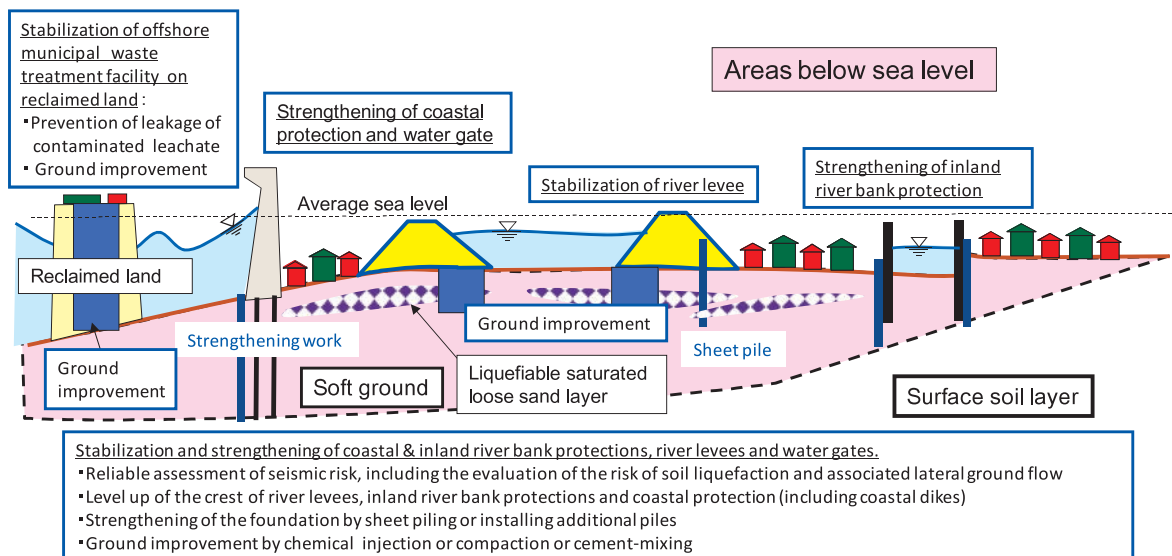 Stabilization of offshore
municipal waste
treatment facility on
reclaimed land :
・Prevention of leakage of
contaminated leachate
・ Ground improvement
Areas below sea level
Strengthening of coastal
protection and water gate
Stabilization of river levee
Strengthening of inland
river bank protection
Average sea level
Reclaimed land
Ground improvement
Strengthening work
Sheet pile
Ground
improvement
Soft ground
Liquefiable saturated
loose sand layer
Surface soil layer
Stabilization and strengthening of coastal & inland river bank protections, river levees and water gates.
・Reliable assessment of seismic risk, including the evaluation of the risk of soil liquefaction and associated lateral ground flow
・Level up of the crest of river levees, inland river bank protections and coastal protection (including coastal dikes)
・Strengthening of the foundation by sheet piling or installing additional piles
・Ground improvement by chemical injection or compaction or cement-mixing